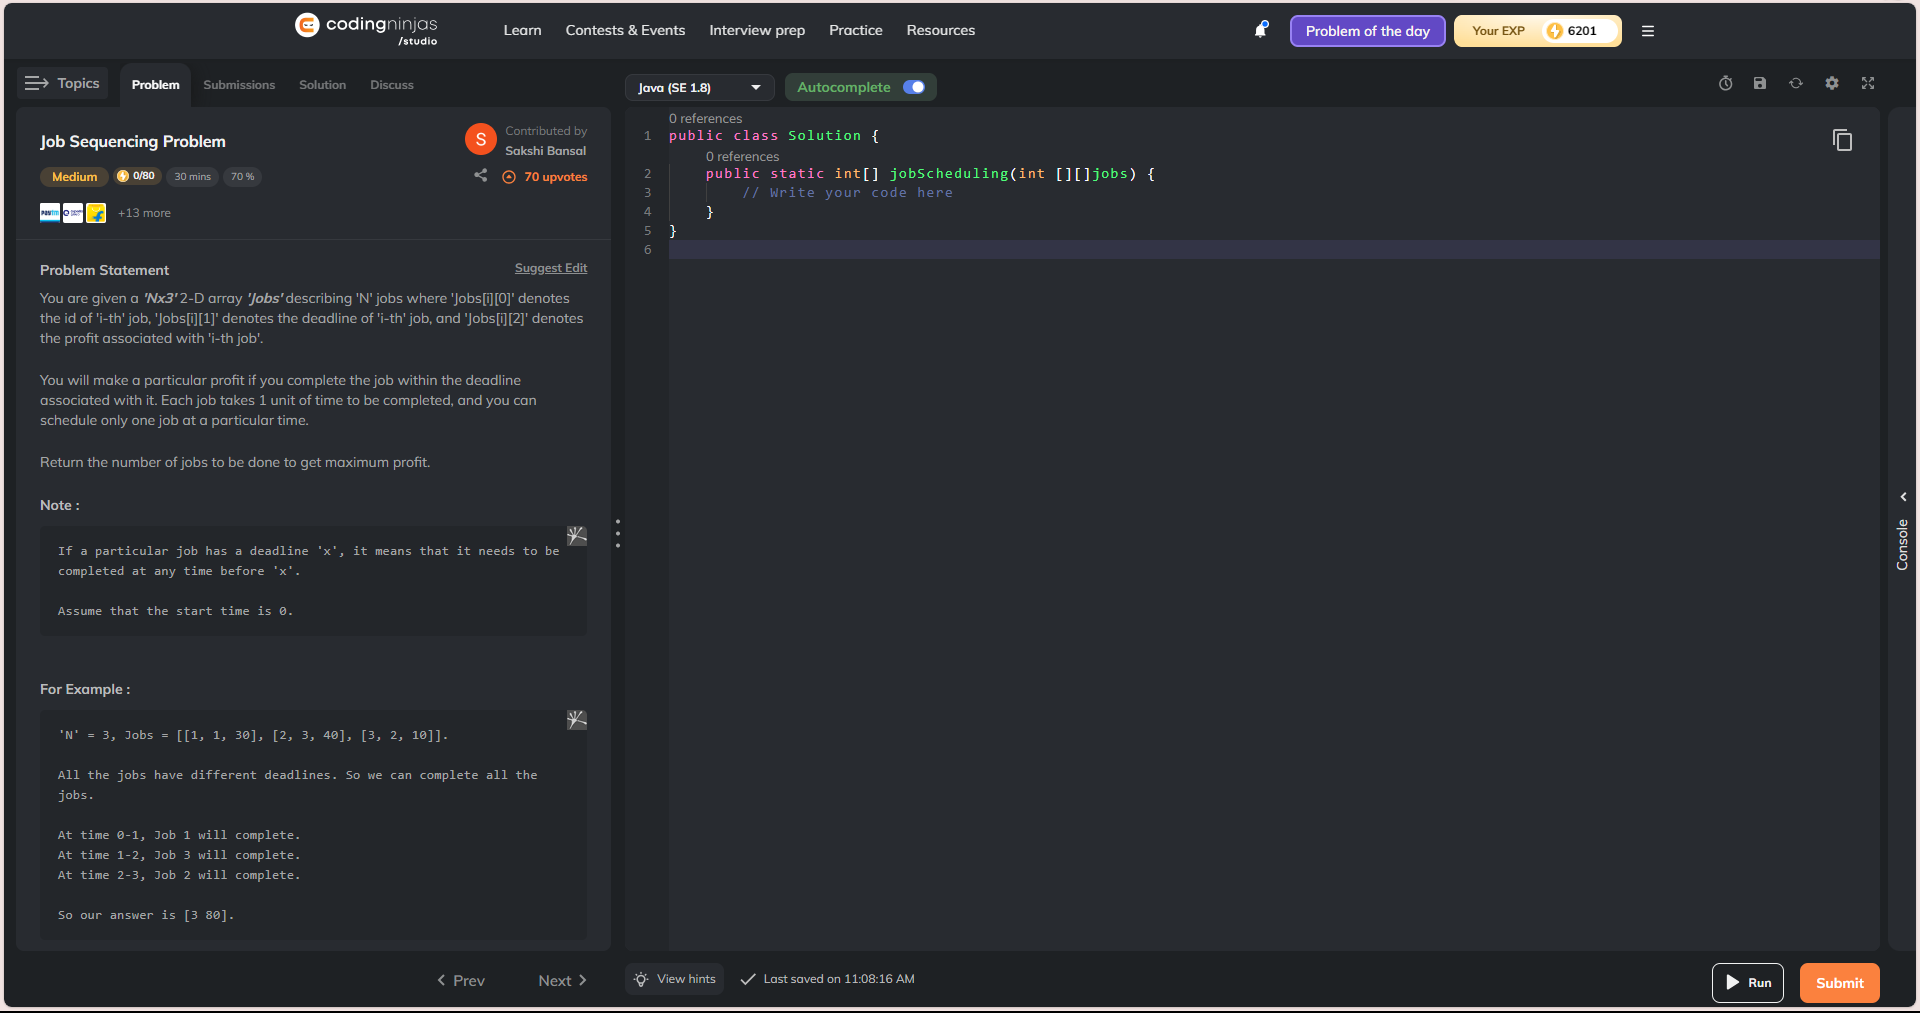 codingninjas
/studio
Learn
Contests & Events
Interview prep
Practice
Resources
Problem of the day
Your EXP
6201
Topics
Problem
Submissions
Solution
Discuss
Java (SE 1.8)
Autocomplete
Job Sequencing Problem
S
Contributed by
Sakshi Bansal
Medium
0/80
30 mins
70 %
70 upvotes
paytm
+13 more
Problem Statement
Suggest Edit
You are given a 'Nx3' 2-D array 'Jobs' describing 'N' jobs where 'Jobs[i][0]' denotes
the id of 'i-th' job, 'Jobs[i][1]' denotes the deadline of 'i-th' job, and 'Jobs[i][2]' denotes
the profit associated with 'i-th job'.
You will make a particular profit if you complete the job within the deadline
associated with it. Each job takes 1 unit of time to be completed, and you can
schedule only one job at a particular time.
Return the number of jobs to be done to get maximum profit.
Note :
If a particular job has a deadline 'x', it means that it needs to be
completed at any time before 'x'.
Assume that the start time is 0.
For Example :
'N' = 3, Jobs = [[1, 1, 30], [2, 3, 40], [3, 2, 10]].
All the jobs have different deadlines. So we can complete all the
jobs.
At time 0-1, Job 1 will complete.
At time 1-2, Job 3 will complete.
At time 2-3, Job 2 will complete.
So our answer is [3 80].
Prev
Next
0 references
1 public class Solution {
0 references
2 public static int[] jobScheduling(int [][]jobs) {
3 // Write your code here
4 }
5 }
6
Console
View hints
Last saved on 11:08:16 AM
Run
Submit